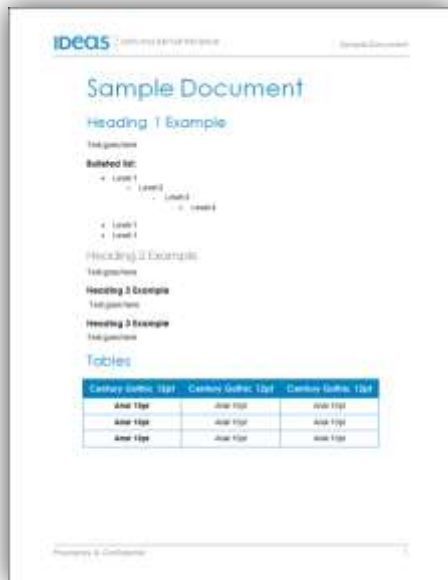 IDeaS
Sample Document
Sample Document
Heading 1 Example
Text goes here
Bulleted list:
• Level 1
Level 2
Level 3
Level 4
• Level 1
• Level 1
Heading 2 Example
Text goes here
Heading 3 Example
Text goes here
Heading 3 Example
Text goes here
Tables
Century Gothic 12pt Century Gothic 12pt Century Gothic 12pt
Arial 10pt Arial 10pt Arial 10pt
Arial 10pt Arial 10pt Arial 10pt
Arial 10pt Arial 10pt Arial 10pt
Proprietary & Confidential